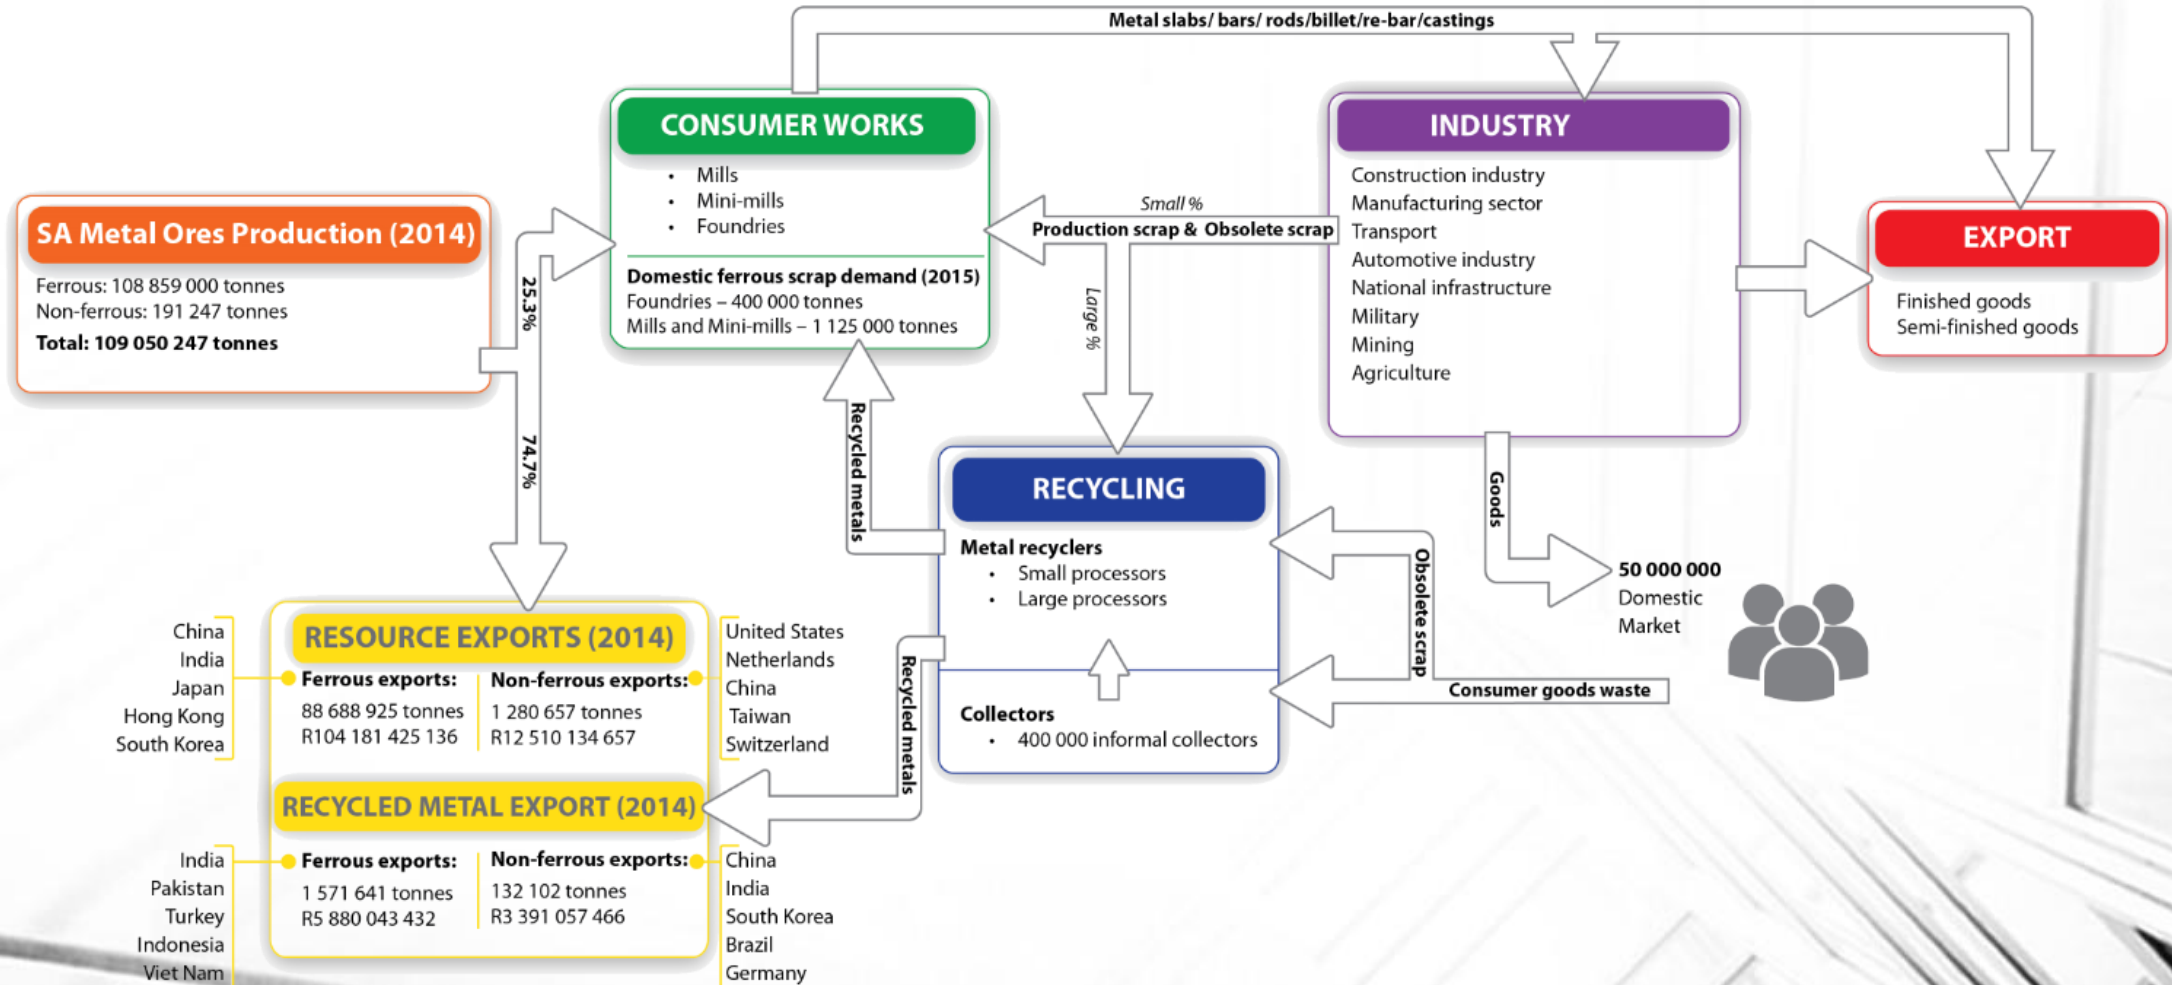 Metal slabs/ bars/ rods/billet/re-bar/castings
CONSUMER WORKS
• Mills
• Mini-mills
• Foundries
Domestic ferrous scrap demand (2015)
Foundries – 400 000 tonnes
Mills and Mini-mills – 1 125 000 tonnes
INDUSTRY
Construction industry
Manufacturing sector
Transport
Automotive industry
National infrastructure
Military
Mining
Agriculture
EXPORT
Finished goods
Semi-finished goods
SA Metal Ores Production (2014)
Ferrous: 108 859 000 tonnes
Non-ferrous: 191 247 tonnes
Total: 109 050 247 tonnes
25.3%
74.7%
Small %
Production scrap & Obsolete scrap
Large %
Recycled metals
RECYCLING
Metal recyclers
• Small processors
• Large processors
Collectors
• 400 000 informal collectors
Goods
50 000 000
Domestic
Market
Obsolete scrap
Consumer goods waste
Recycled metals
RESOURCE EXPORTS (2014)
China
India
Japan
Hong Kong
South Korea
Ferrous exports:
88 688 925 tonnes
R104 181 425 136
Non-ferrous exports:
1 280 657 tonnes
R12 510 134 657
United States
Netherlands
China
Taiwan
Switzerland
RECYCLED METAL EXPORT (2014)
India
Pakistan
Turkey
Indonesia
Viet Nam
Ferrous exports:
1 571 641 tonnes
R5 880 043 432
Non-ferrous exports:
132 102 tonnes
R3 391 057 466
China
India
South Korea
Brazil
Germany